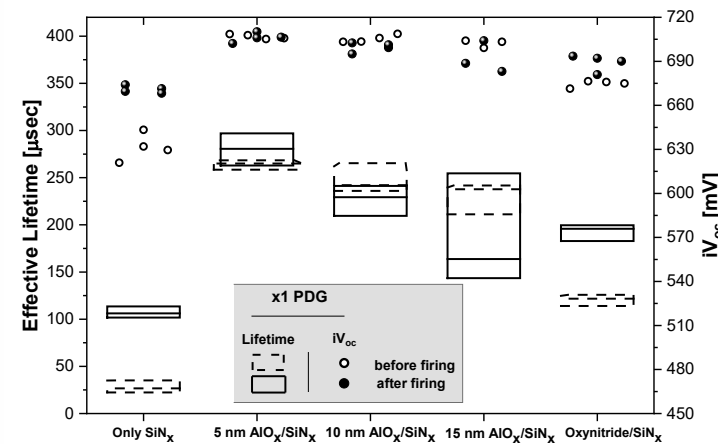 Effective Lifetime [µsec]
400
350
300
250
200
150
100
50
0
720
690
660
630
600
570
540
510
480
450
iVoc [mV]
x1 PDG
Lifetime iVoc
before firing
after firing
Only SiNx 5 nm AlOx/SiNx 10 nm AlOx/SiNx 15 nm AlOx/SiNx Oxynitride/SiNx